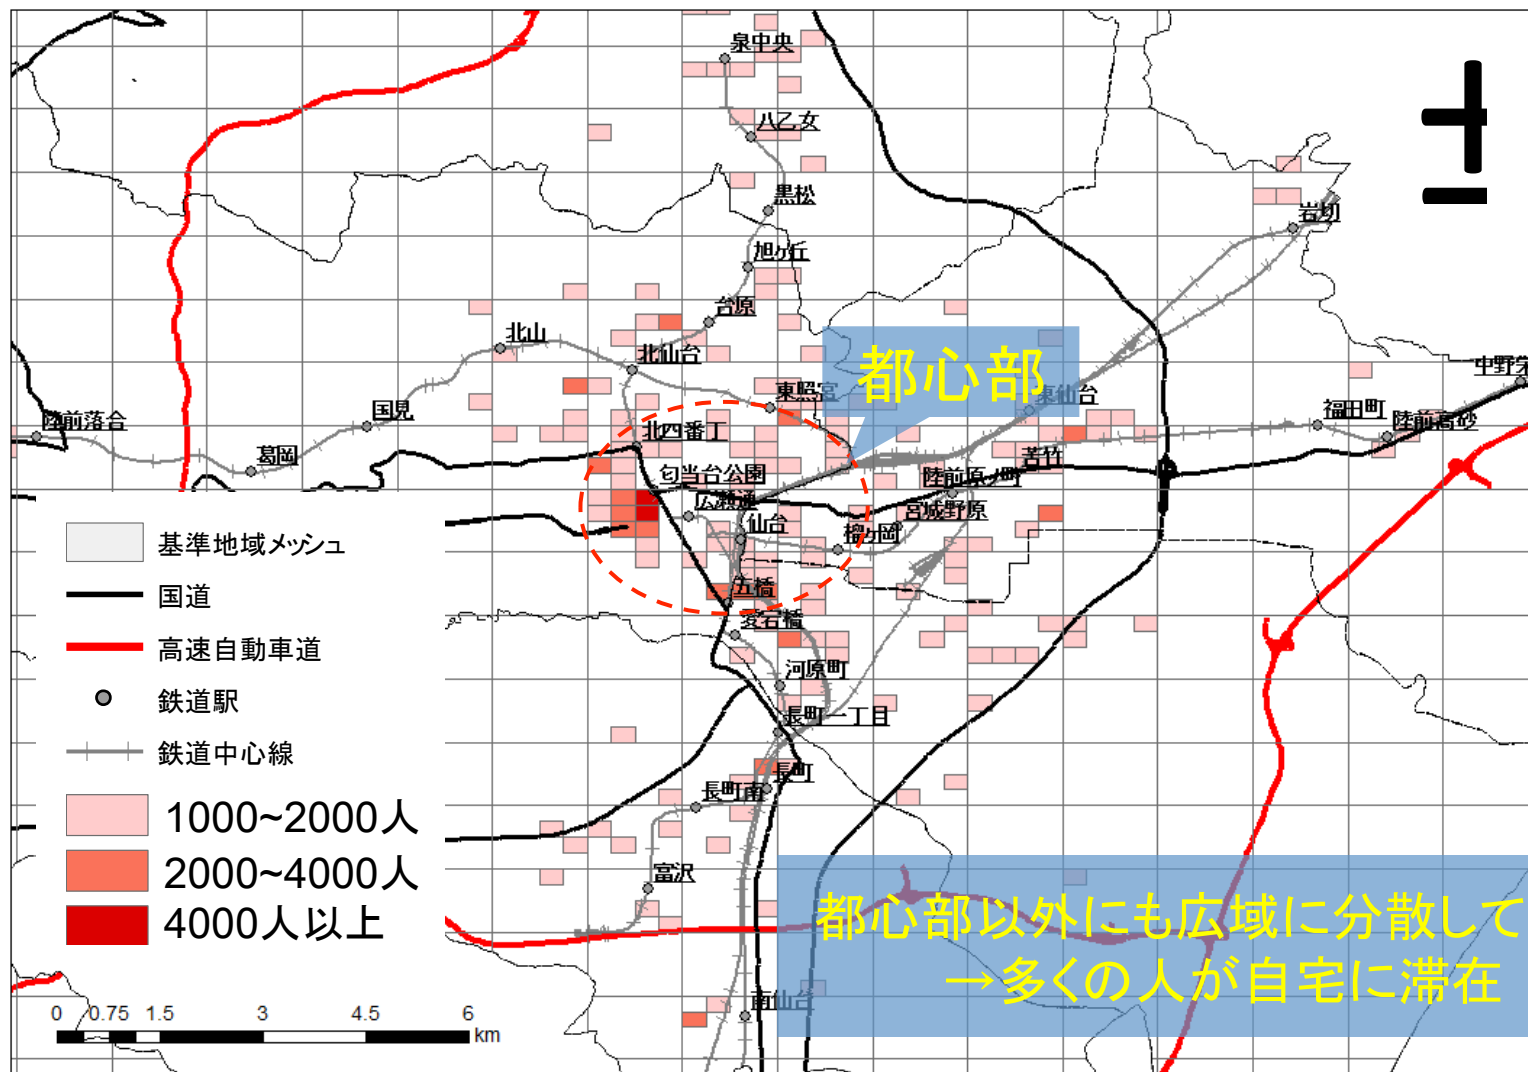 泉中央
八乙女
黒松
岩切
旭ヶ丘
台原
北山
北仙台
都心部
中野栄
東照宮
東仙台
国見
福田町
陸前落合
陸前高砂
北四番丁
葛岡
苦竹
匂当台公園
陸前原ノ町
広瀬通
宮城野原
仙台
榴ヶ岡
基準地域メッシュ
国道
五橋
愛宕橋
高速自動車道
河原町
鉄道駅
長町一丁目
鉄道中心線
長町
長町南
1000~2000人
2000~4000人
富沢
4000人以上
都心部以外にも広域に分散して
→多くの人が自宅に滞在
南仙台
0 0.75 1.5 3 4.5 6
km